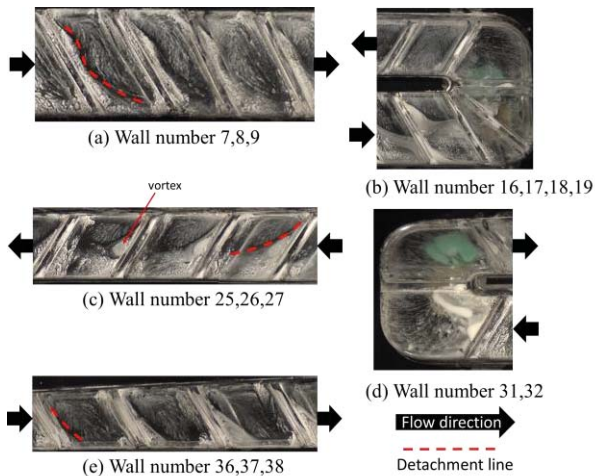 (a) Wall number 7,8,9
(b) Wall number 16,17,18,19
vortex
(c) Wall number 25,26,27
(d) Wall number 31,32
(e) Wall number 36,37,38
Flow direction
Detachment line